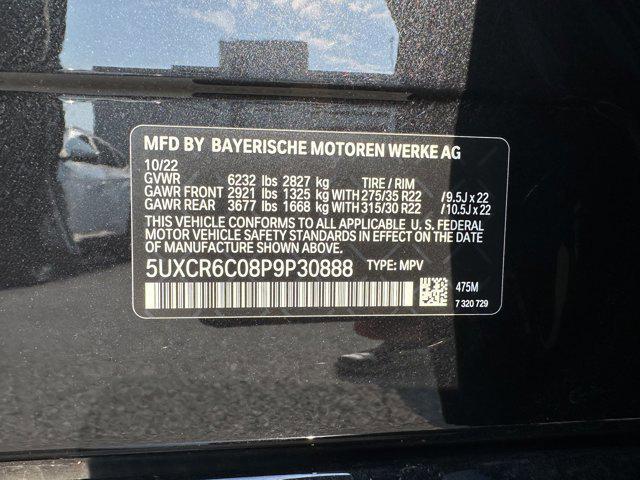 MFD BY BAYERISCHE MOTOREN WERKE AG
10/22
GVWR 6232 lbs 2827 kg TIRE / RIM
GAWR FRONT 2921 lbs 1325 kg WITH 275/35 R22 /9.5J x 22
GAWR REAR 3677 lbs 1668 kg WITH 315/30 R22 /10.5J x 22
THIS VEHICLE CONFORMS TO ALL APPLICABLE U. S. FEDERAL
MOTOR VEHICLE SAFETY STANDARDS IN EFFECT ON THE DATE
OF MANUFACTURE SHOWN ABOVE.
5UXCR6C08P9P30888 TYPE: MPV
475M
7 320 729